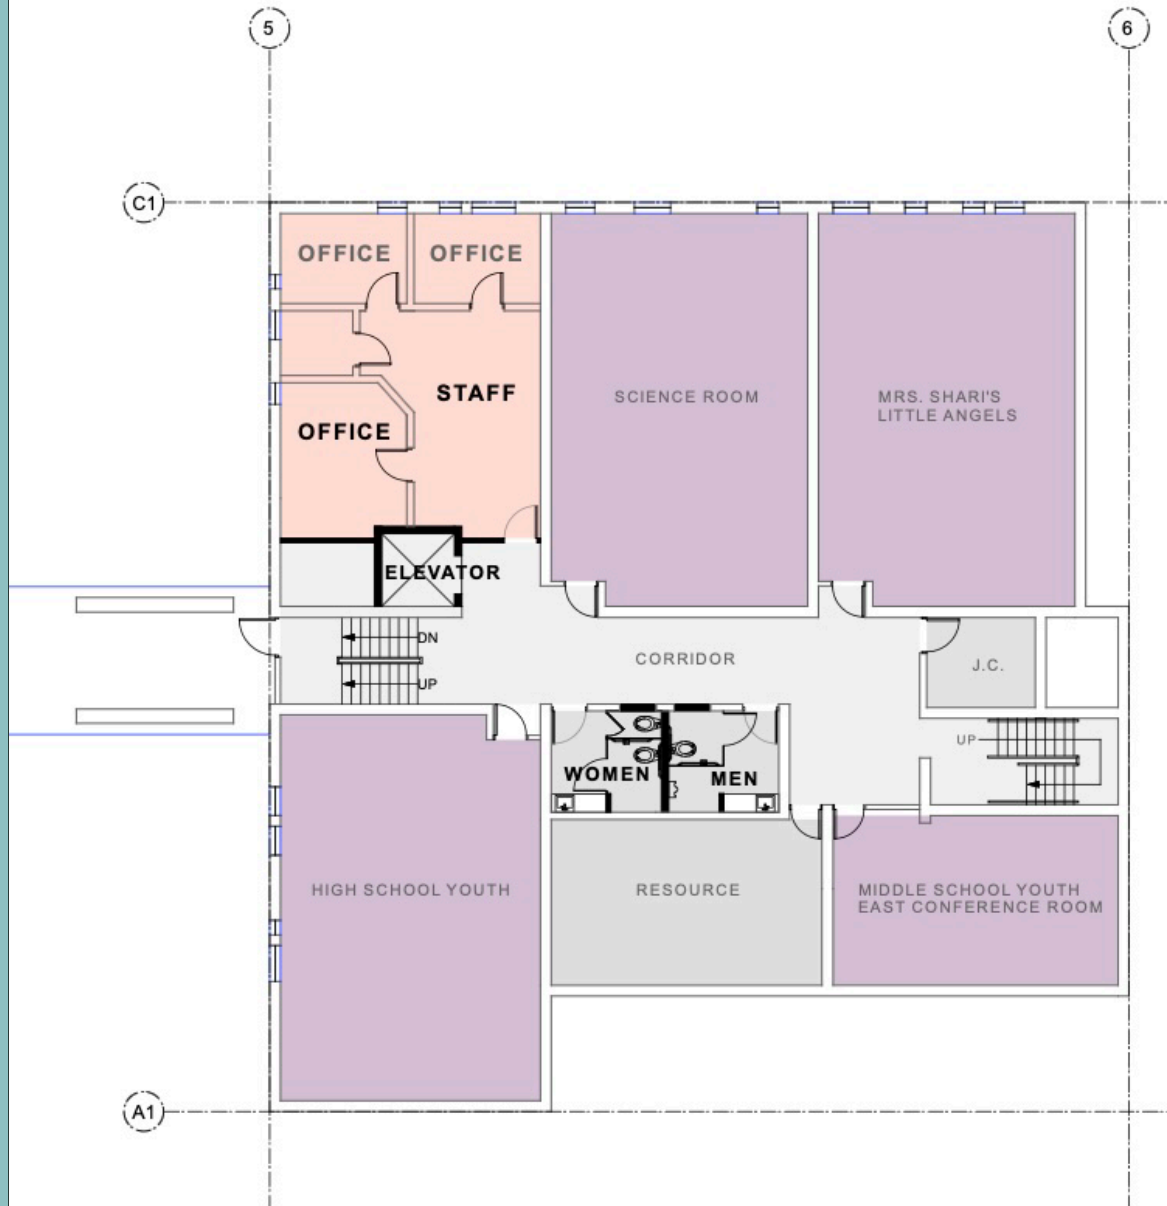 5
6
C1
OFFICE
OFFICE
STAFF
OFFICE
SCIENCE ROOM
MRS. SHARI'S
LITTLE ANGELS
ELEVATOR
DN
UP
CORRIDOR
J.C.
UP
WOMEN
MEN
HIGH SCHOOL YOUTH
RESOURCE
MIDDLE SCHOOL YOUTH
EAST CONFERENCE ROOM
A1